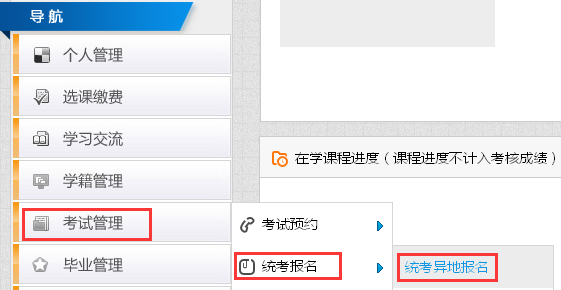 导航
个人管理
选课缴费
学习交流
学籍管理
考试管理
毕业管理
在学课程进度（课程进度不计入考核成绩）
考试预约
统考报名
统考异地报名